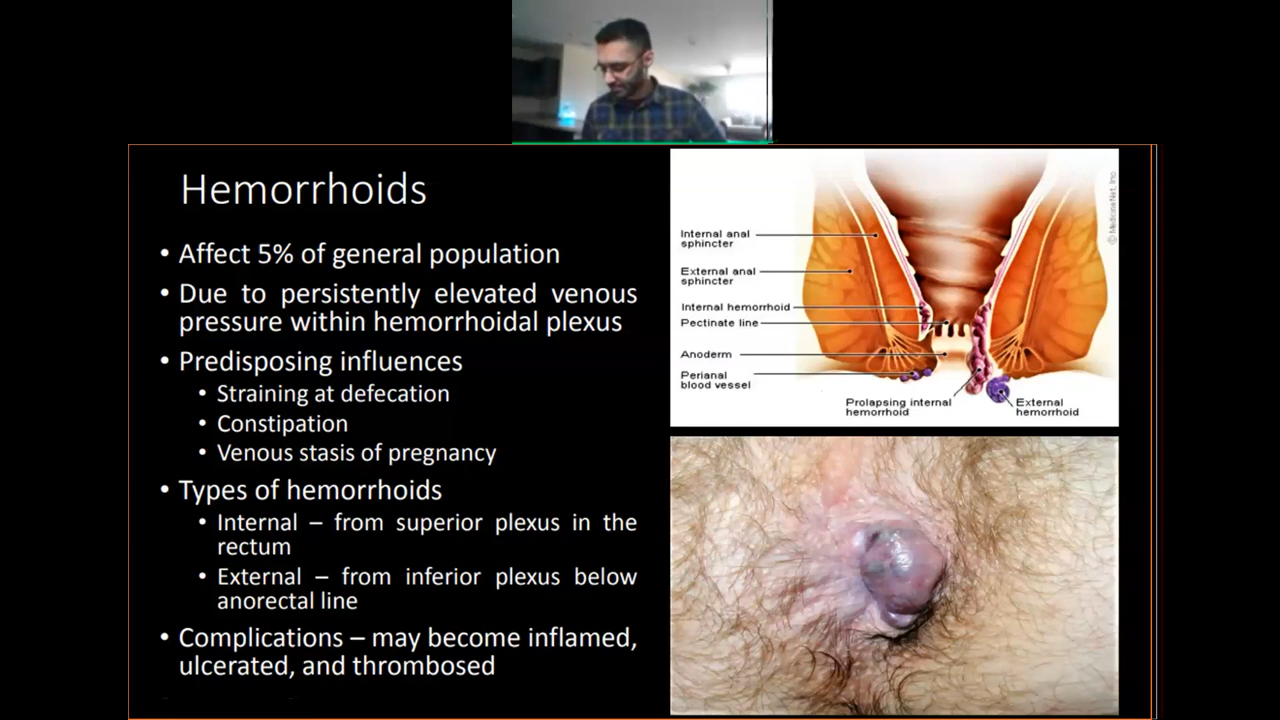 Hemorrhoids
• Affect 5% of general population
• Due to persistently elevated venous
pressure within hemorrhoidal plexus
• Predisposing influences
• Straining at defecation
• Constipation
• Venous stasis of pregnancy
• Types of hemorrhoids
• Internal – from superior plexus in the
rectum
• External – from inferior plexus below
anorectal line
• Complications – may become inflamed,
ulcerated, and thrombosed
Internal anal
sphincter
External anal
sphincter
Internal hemorrhoid
Pectinate line
Anoderm
Perianal
blood vessel
Prolapsing internal
hemorrhoid
External
hemorrhoid
© MedicineNet, Inc